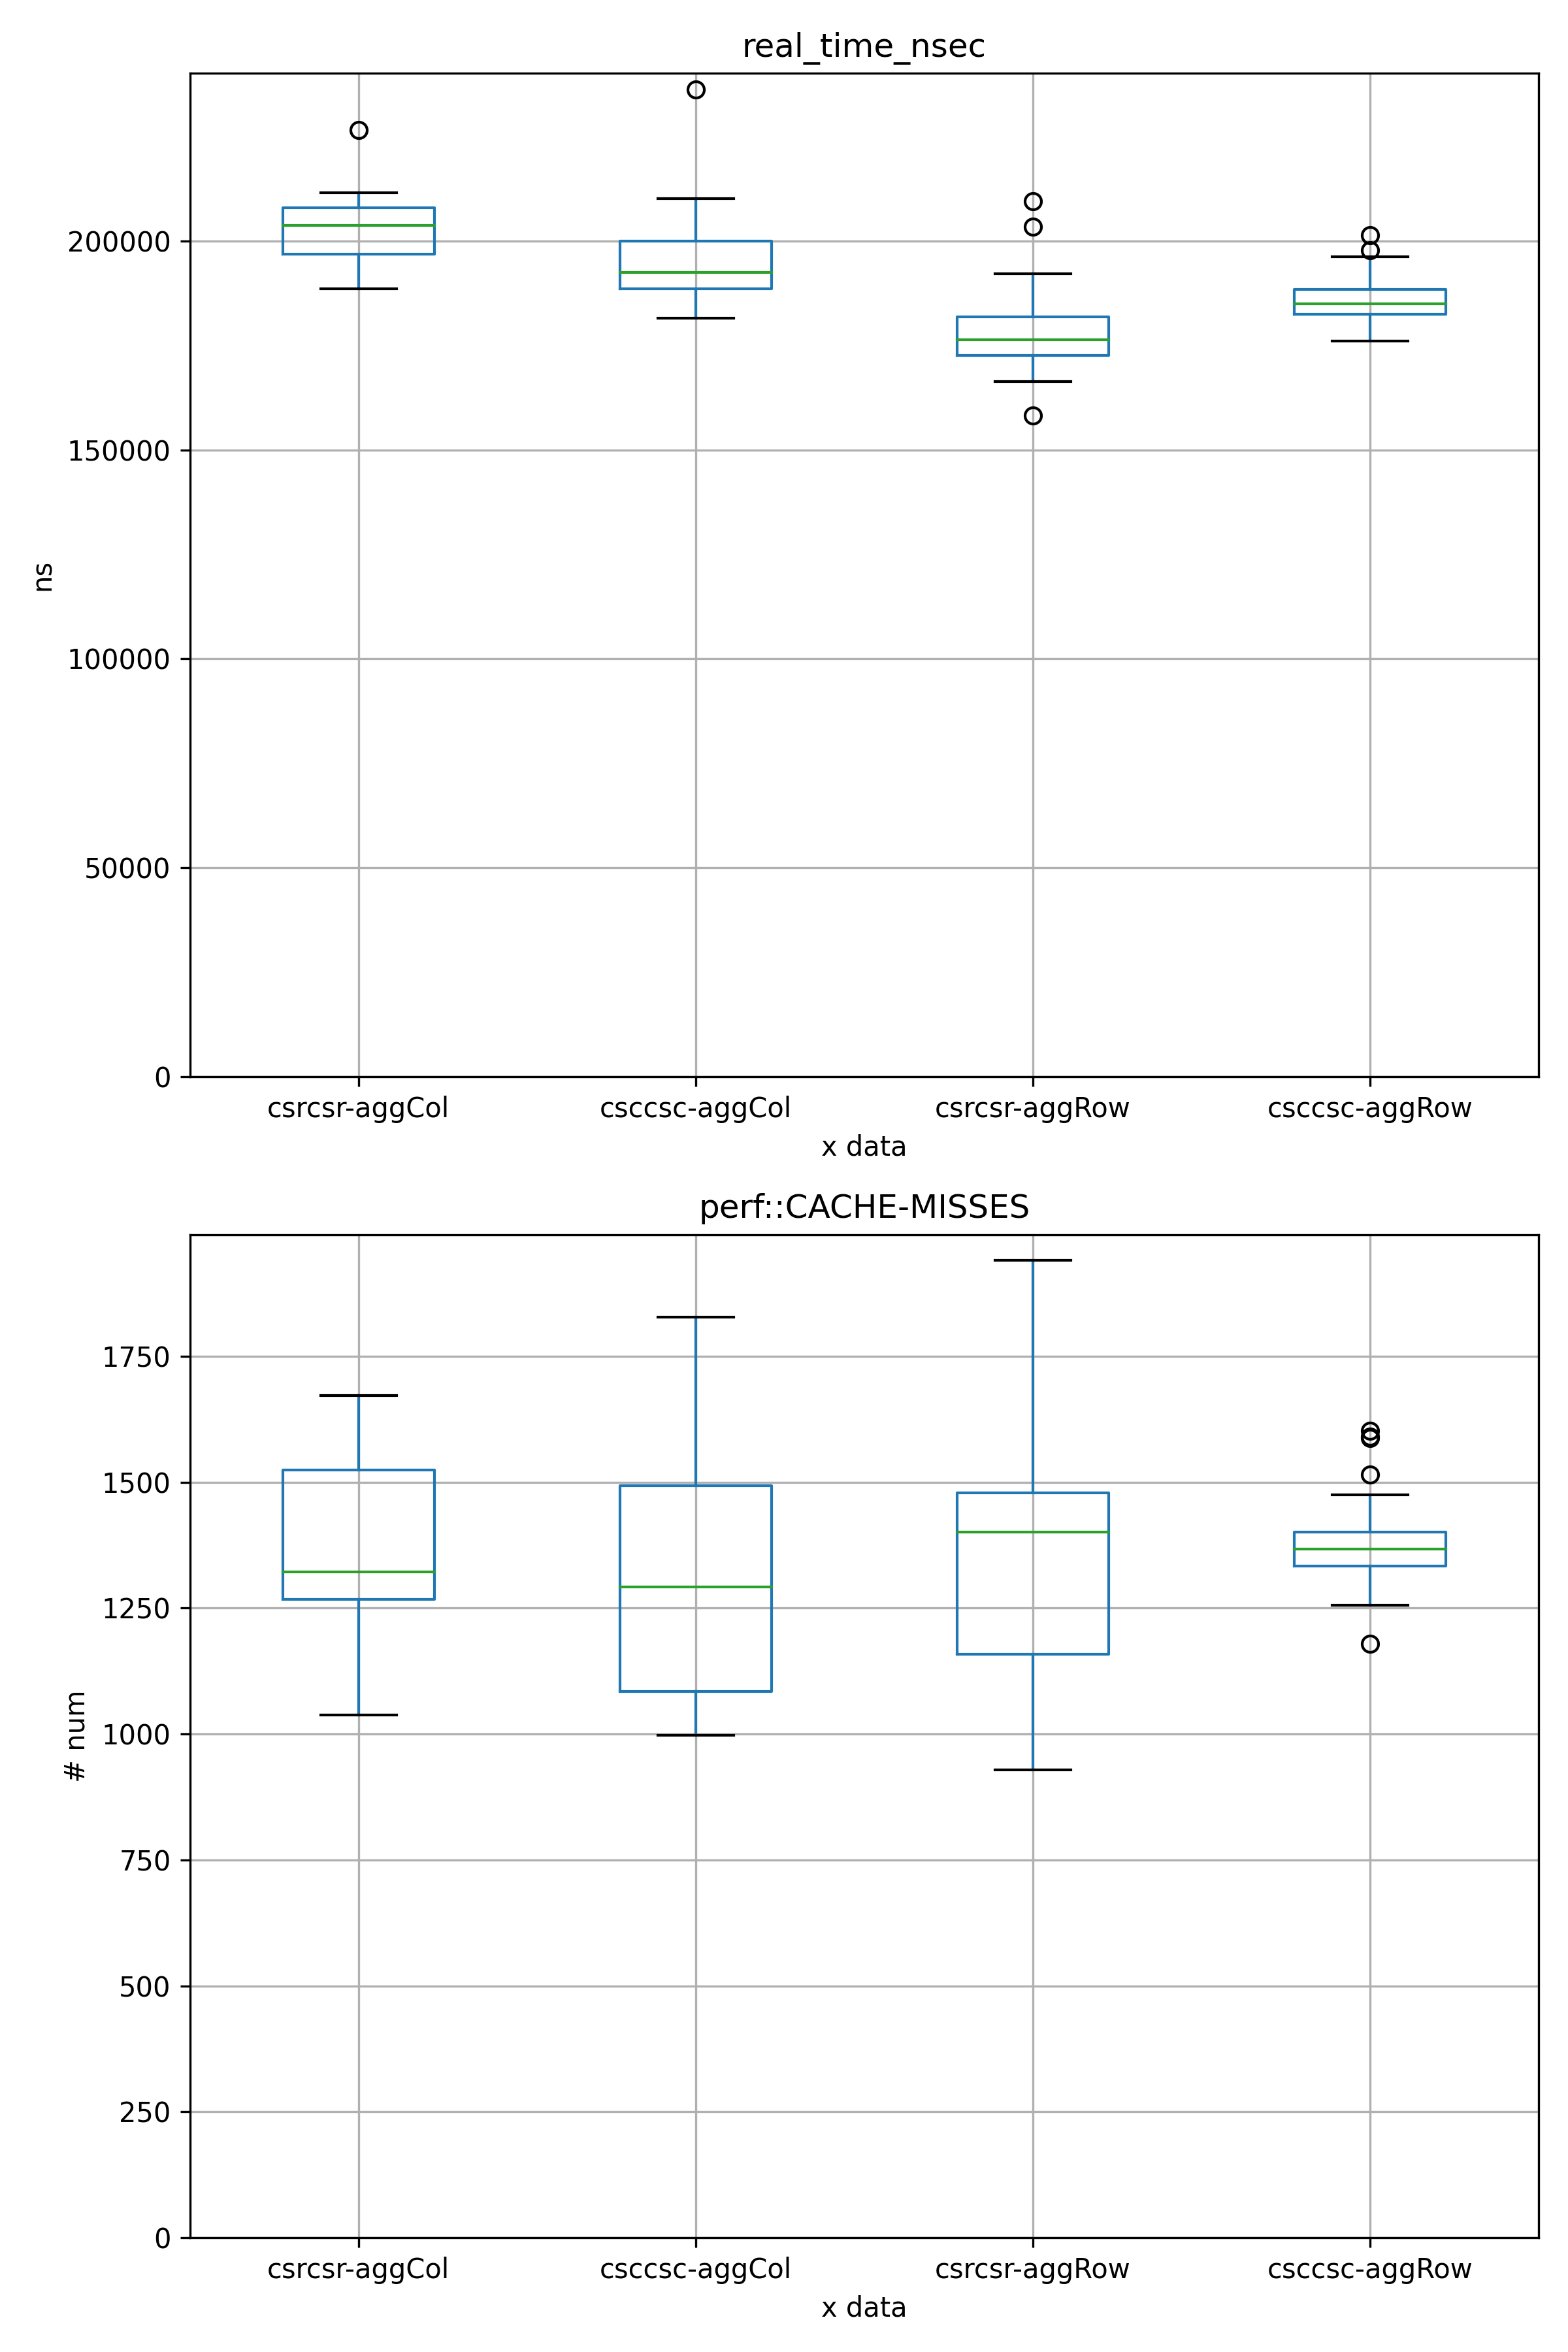 real_time_nsec
ns
200000
150000
100000
50000
0
csrcsr-aggCol csccsc-aggCol csrcsr-aggRow csccsc-aggRow
x data
perf::CACHE-MISSES
# num
1750
1500
1250
1000
750
500
250
0
csrcsr-aggCol csccsc-aggCol csrcsr-aggRow csccsc-aggRow
x data